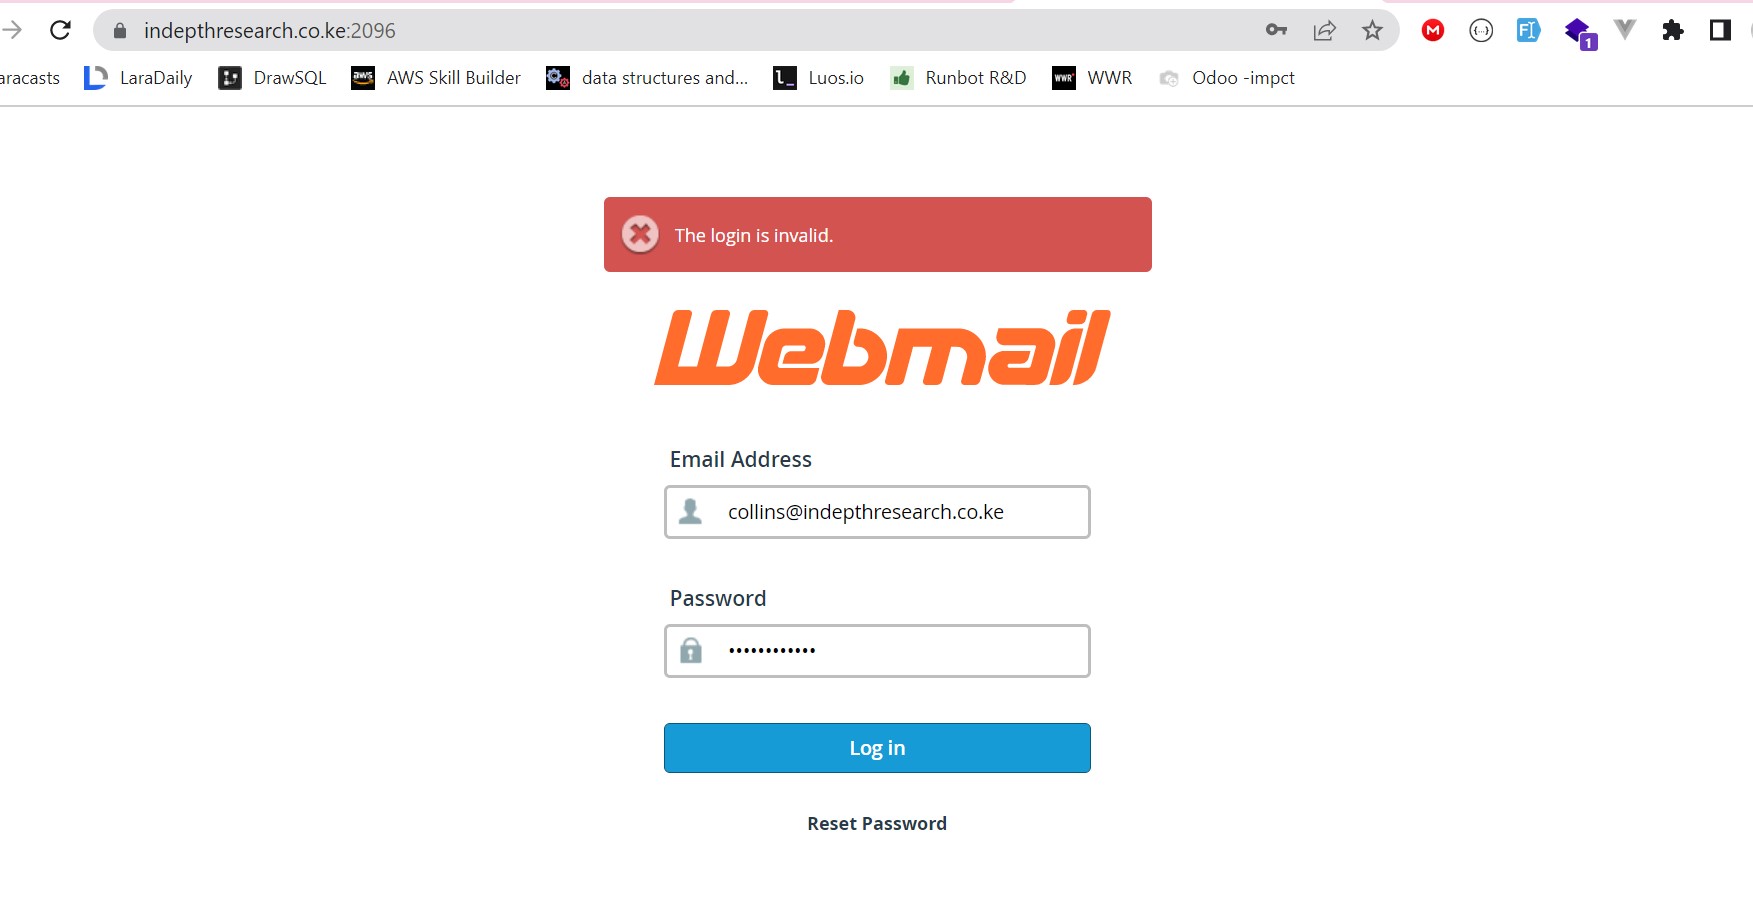 indepthresearch.co.ke:2096
aracasts LaraDaily DrawSQL AWS Skill Builder data structures and... Luos.io Runbot R&D WWR Odoo -impct
The login is invalid.
Webmail
Email Address
collins@indepthresearch.co.ke
Password
••••••••••••
Log in
Reset Password